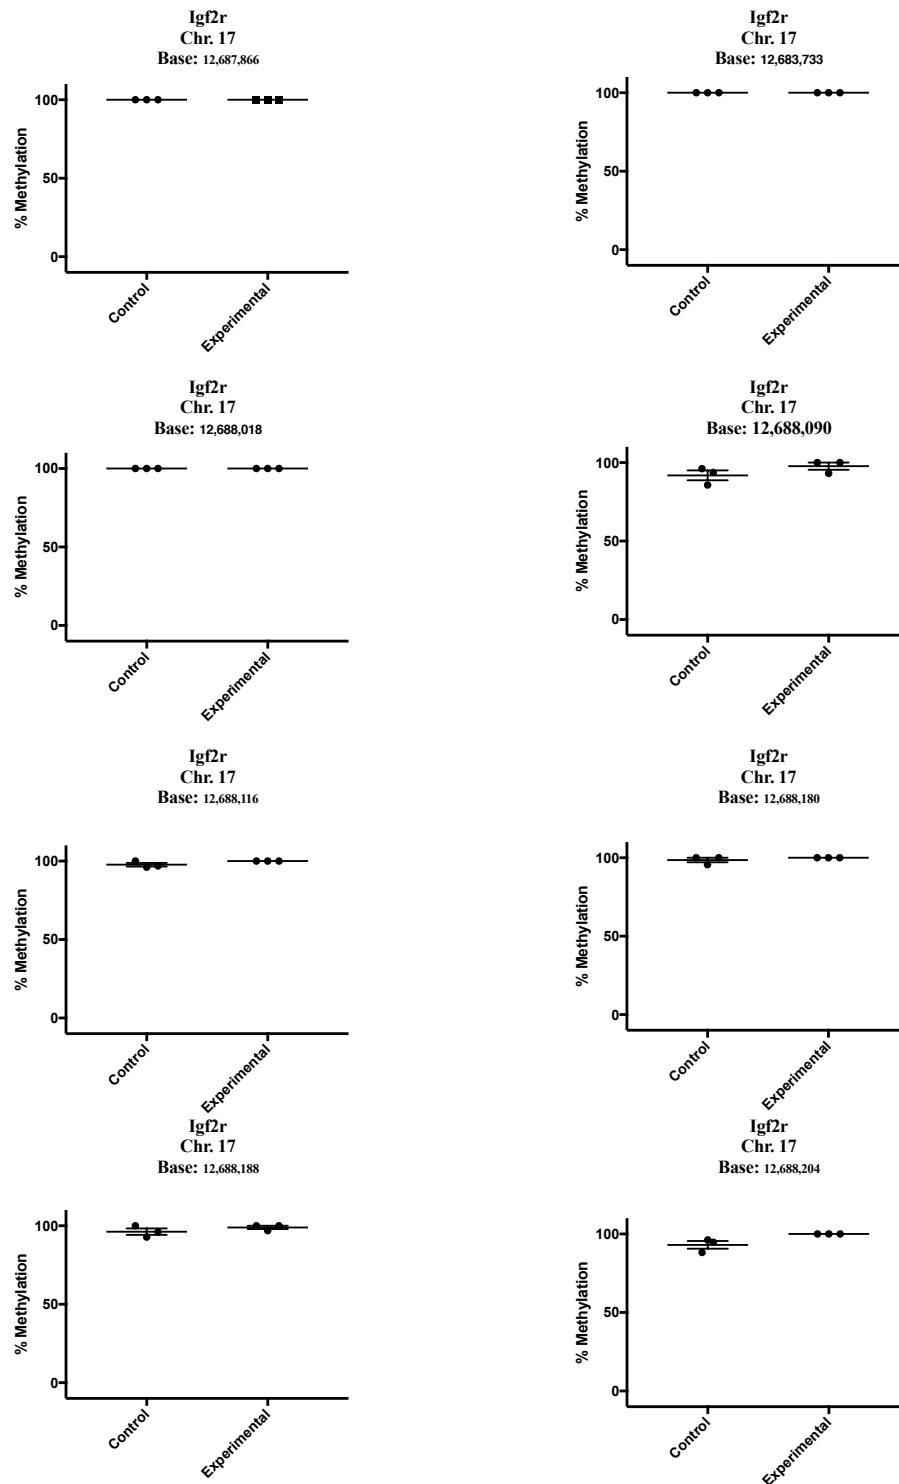 Igf2r
Chr. 17
Base: 12,687,866
100
50
0
% Methylation
Control
Experimental
Igf2r
Chr. 17
Base: 12,683,733
100
50
0
% Methylation
Control
Experimental
Igf2r
Chr. 17
Base: 12,688,018
100
50
0
% Methylation
Control
Experimental
Igf2r
Chr. 17
Base: 12,688,090
100
50
0
% Methylation
Control
Experimental
Igf2r
Chr. 17
Base: 12,688,116
100
50
0
% Methylation
Control
Experimental
Igf2r
Chr. 17
Base: 12,688,180
100
50
0
% Methylation
Control
Experimental
Igf2r
Chr. 17
Base: 12,688,188
100
50
0
% Methylation
Control
Experimental
Igf2r
Chr. 17
Base: 12,688,204
100
50
0
% Methylation
Control
Experimental